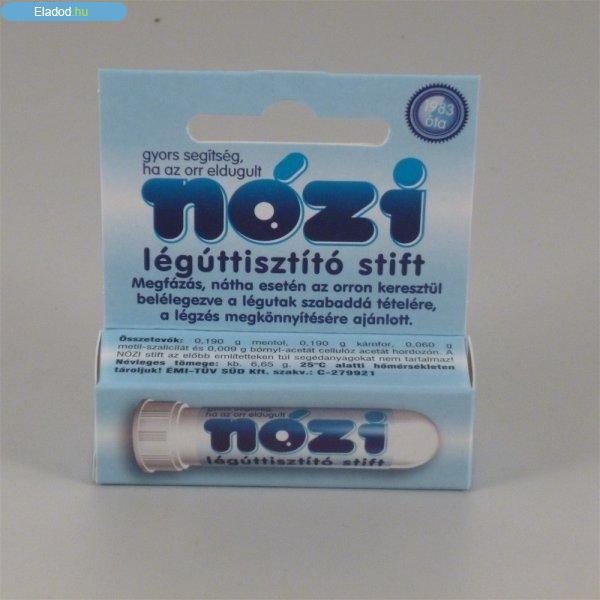 Eladod.hu
1983
óta
gyors segítség,
ha az orr eldugult
nózi
légúttisztító stift
Megfázás, nátha esetén az orron keresztül
belélegezve a légutak szabaddá tételére,
a légzés megkönnyítésére ajánlott.
Összetevők: 0,190 g mentol, 0,190 g kámfor, 0,060 g
metil-szalicilát és 0,009 g bornyl-acetát cellulóz acetát hordozón. A
NÓZI stift az előbb említetteken túl segédanyagokat nem tartalmaz!
Névleges tömege: kb. 6,65 g. 25°C alatti hőmérsékleten
tároljuk! ÉMI-TÜV SÜD Kft. szakv.: C-279921
gyors segítség,
ha az orr eldugult
nózi
légúttisztító stift